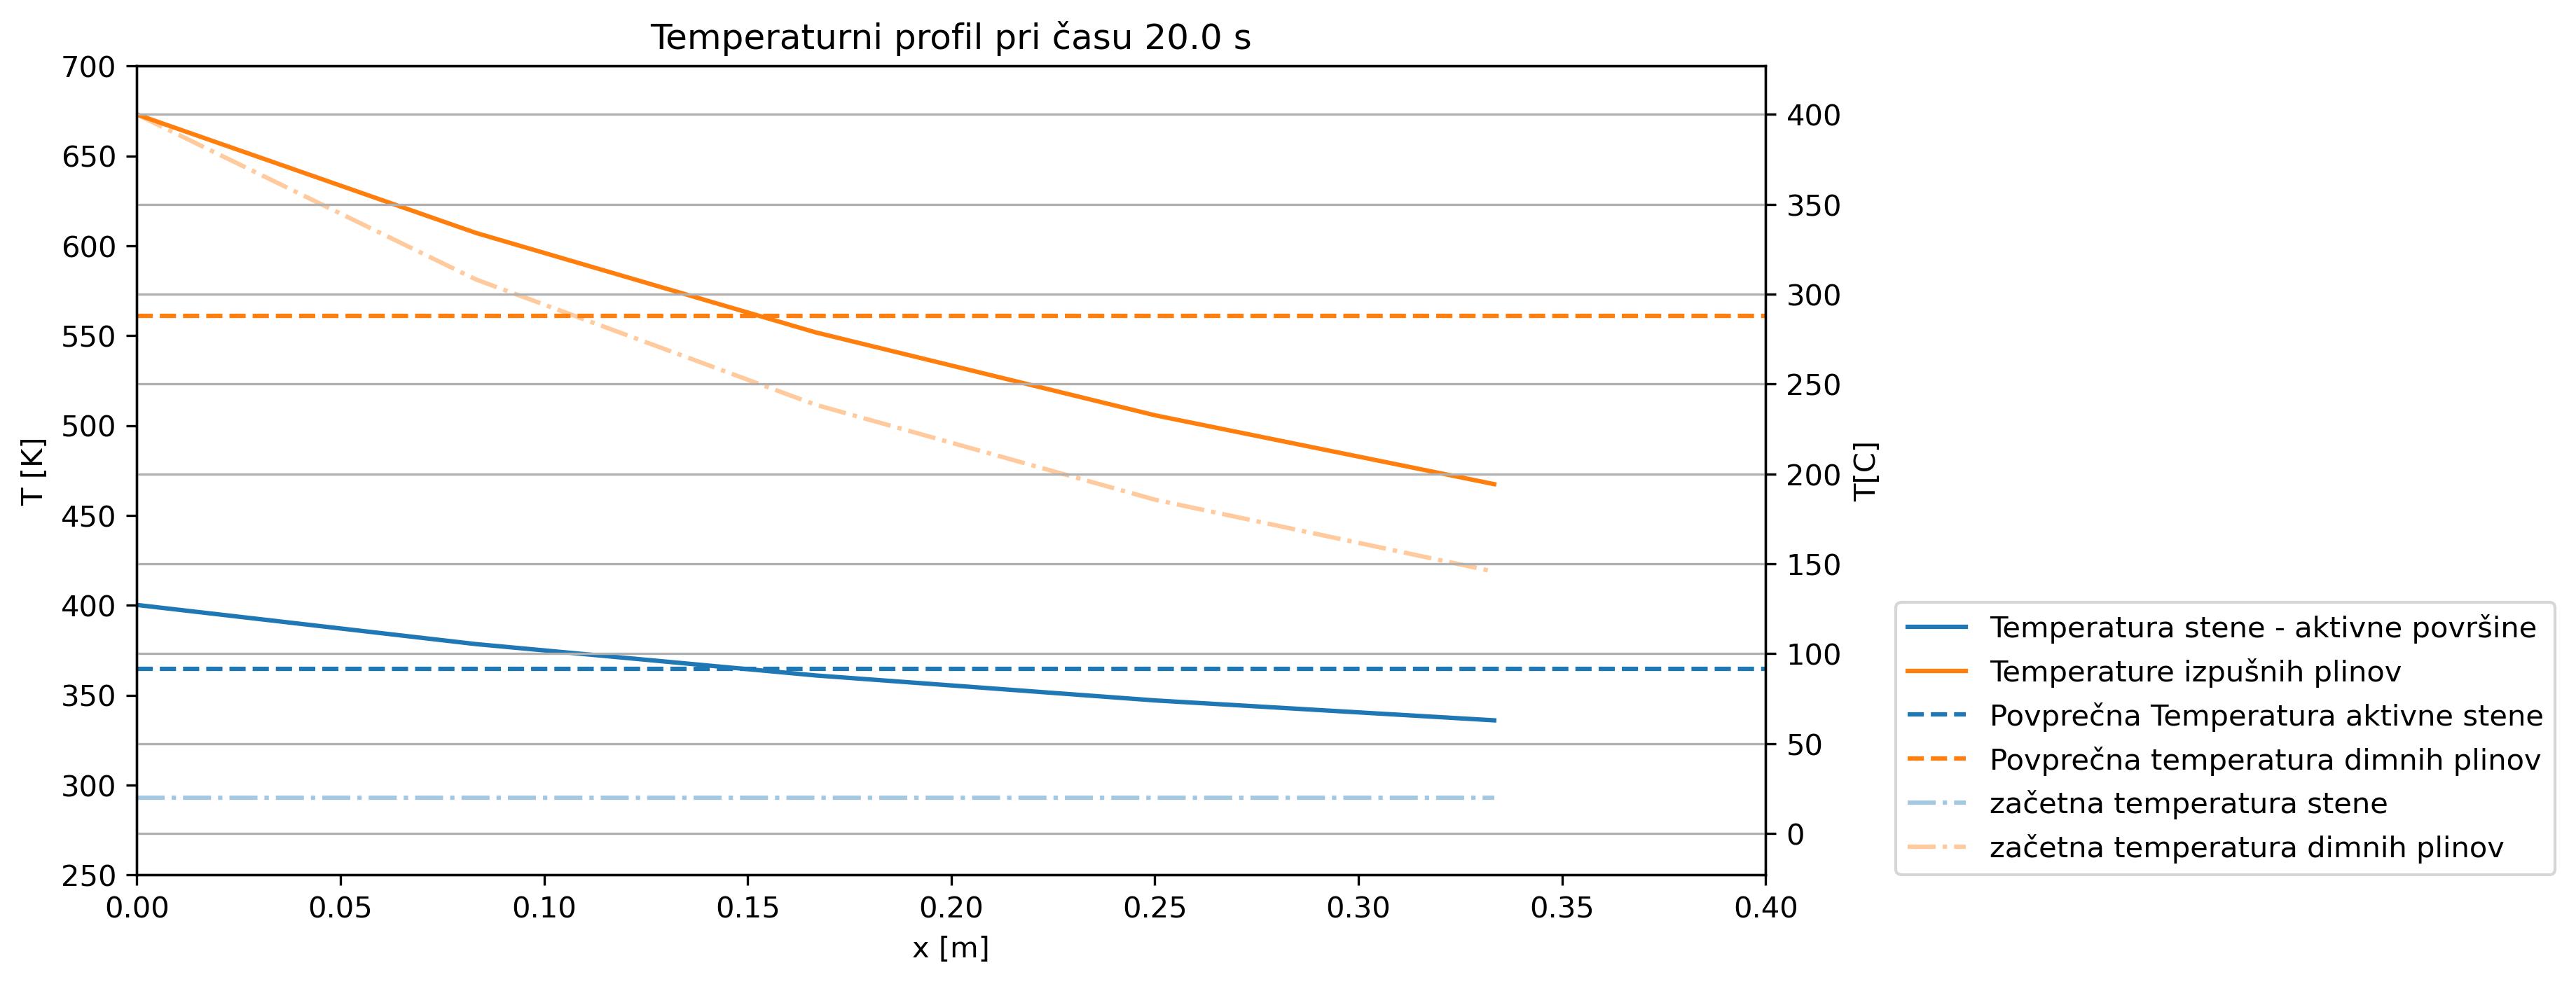 Temperaturni profil pri času 20.0 s
700
650
600
550
500
450
400
350
300
250
T [K]
400
350
300
250
200
150
100
50
0
T[C]
0.00 0.05 0.10 0.15 0.20 0.25 0.30 0.35 0.40
x [m]
Temperatura stene - aktivne površine
Temperature izpušnih plinov
Povprečna Temperatura aktivne stene
Povprečna temperatura dimnih plinov
začetna temperatura stene
začetna temperatura dimnih plinov